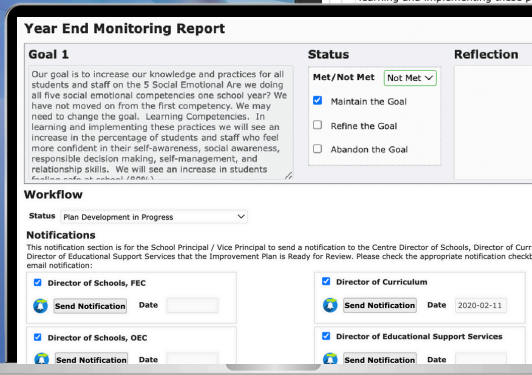 learning and implementing these p
Year End Monitoring Report
Goal 1
Status
Reflection
Our goal is to increase our knowledge and practices for all
students and staff on the 5 Social Emotional Are we doing
all five social emotional competencies one school year? We
have not moved on from the first competency. We may
need to change the goal. Learning Competencies. In
learning and implementing these practices we will see an
increase in the percentage of students and staff who feel
more confident in their self-awareness, social awareness,
responsible decision making, self-management, and
relationship skills. We will see an increase in students
feeling safe at school (80%)
Met/Not Met Not Met
Maintain the Goal
Refine the Goal
Abandon the Goal
Workflow
Status Plan Development in Progress
Notifications
This notification section is for the School Principal / Vice Principal to send a notification to the Centre Director of Schools, Director of Curr
Director of Educational Support Services that the Improvement Plan is Ready for Review. Please check the appropriate notification checkb
email notification:
Director of Schools, FEC
Send Notification Date
Director of Curriculum
Send Notification Date 2020-02-11
Director of Schools, OEC
Send Notification Date
Director of Educational Support Services
Send Notification Date